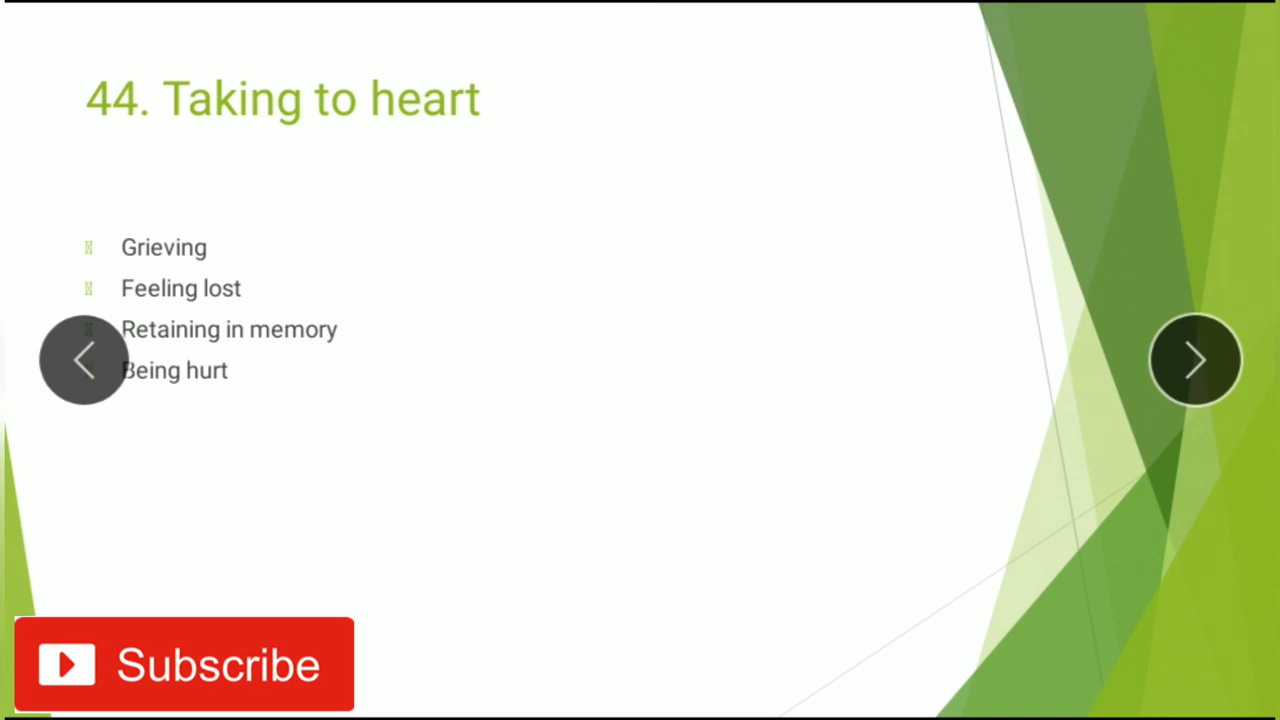 44. Taking to heart
Grieving
Feeling lost
Retaining in memory
Being hurt
Subscribe